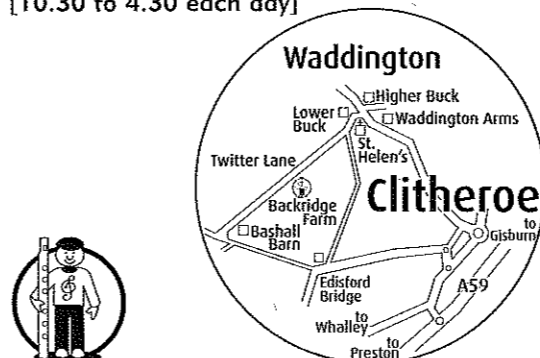 [10.30 to 4.30 each day]
Waddington
Higher Buck
Lower
Buck
Waddington Arms
St.
Helen's
Twitter Lane
Clitheroe
Backridge
Farm
to
Gisburn
Bashall
Barn
Edisford
Bridge
A59
to
Whalley
to
Preston